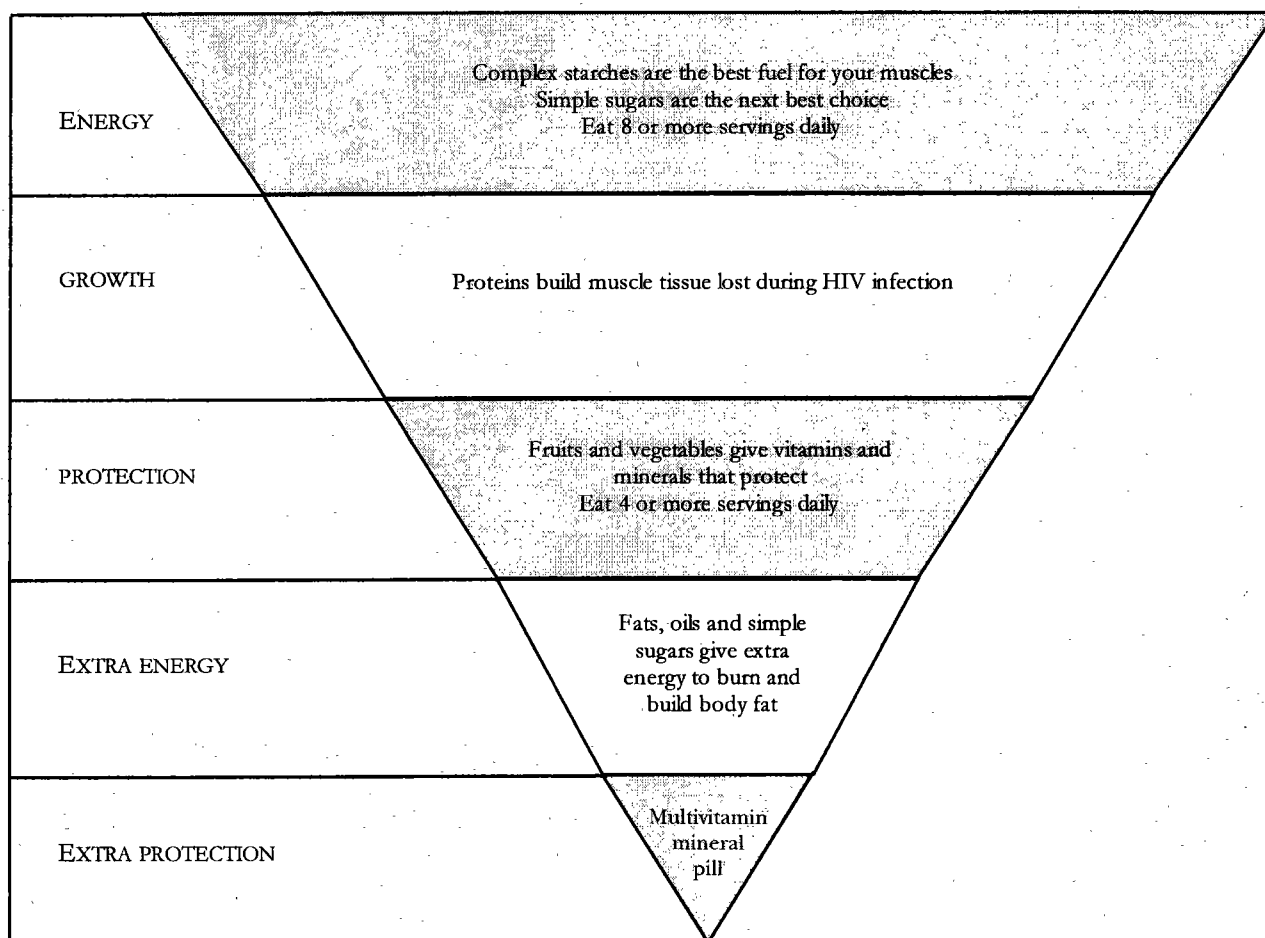 ENERGY
Complex starches are the best fuel for your muscles
Simple sugars are the next best choice
Eat 8 or more servings daily
GROWTH
Proteins build muscle tissue lost during HIV infection
PROTECTION
Fruits and vegetables give vitamins and
minerals that protect
Eat 4 or more servings daily
EXTRA ENERGY
Fats, oils and simple
sugars give extra
energy to burn and
build body fat
EXTRA PROTECTION
Multivitamin
mineral
pill